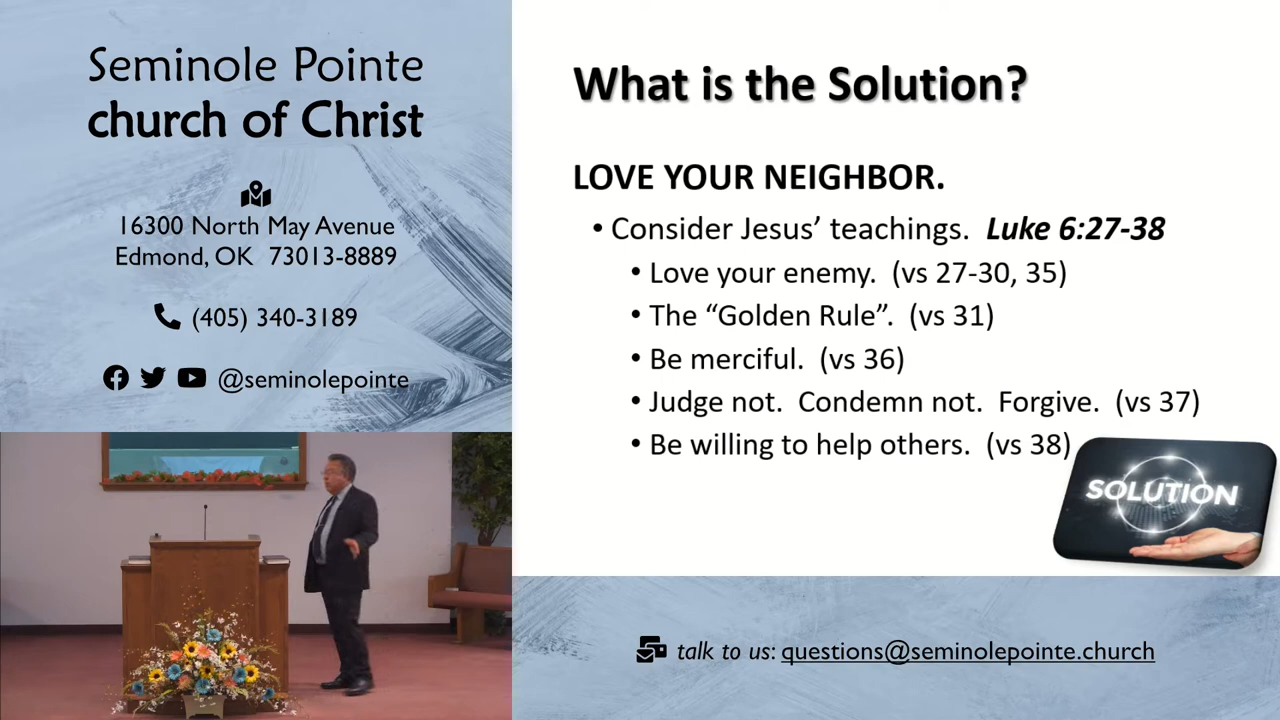 Seminole Pointe
church of Christ
16300 North May Avenue
Edmond, OK 73013-8889
(405) 340-3189
@seminolepointe
What is the Solution?
LOVE YOUR NEIGHBOR.
• Consider Jesus’ teachings. Luke 6:27-38
• Love your enemy. (vs 27-30, 35)
• The “Golden Rule”. (vs 31)
• Be merciful. (vs 36)
• Judge not. Condemn not. Forgive. (vs 37)
• Be willing to help others. (vs 38)
SOLUTION
talk to us: questions@seminolepointe.church